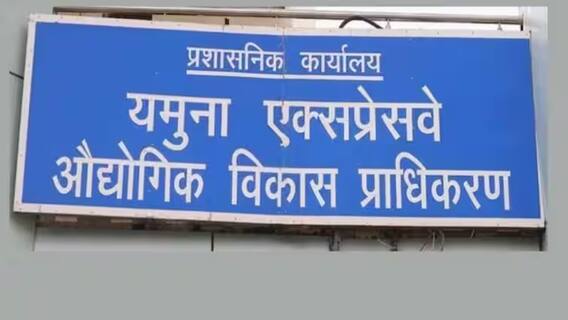 प्रशासनिक कार्यालय
यमुना एक्सप्रेसवे
औद्योगिक विकास प्राधिकरण